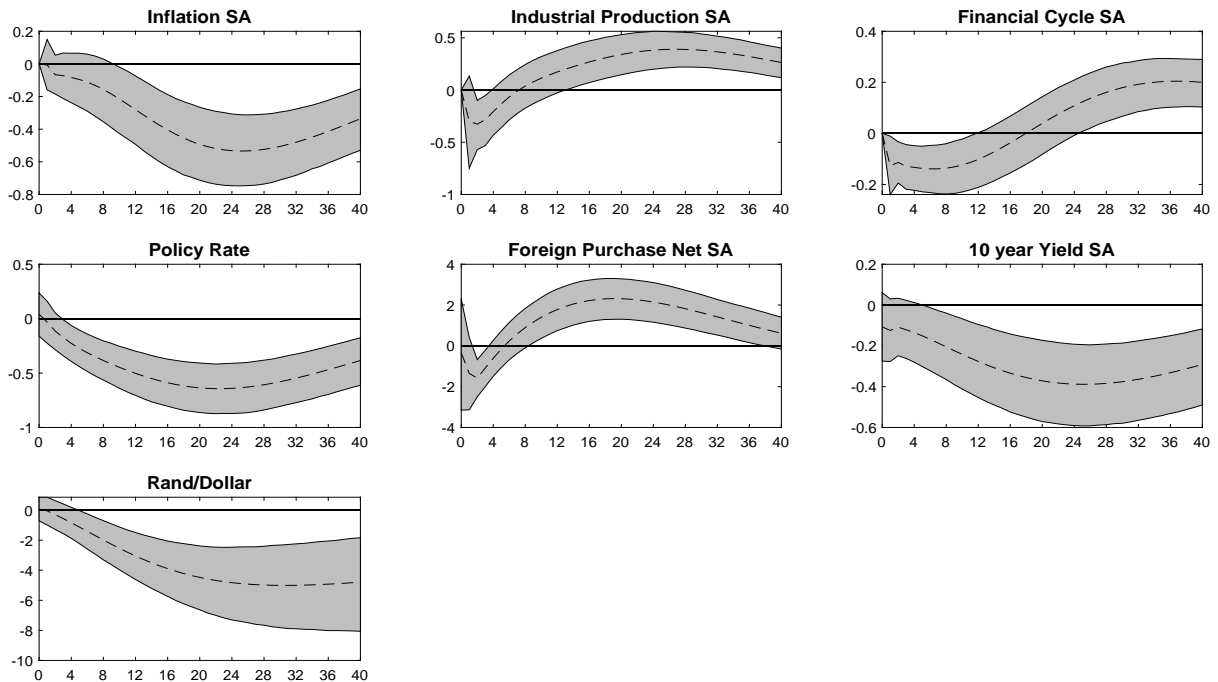 Inflation SA
0.2
0
-0.2
-0.4
-0.6
-0.8
0 4 8 12 16 20 24 28 32 36 40
Industrial Production SA
0.5
0
0.5
-1
0 4 8 12 16 20 24 28 32 36 40
Financial Cycle SA
0.4
0.2
0
-0.2
0 4 8 12 16 20 24 28 32 36 40
Policy Rate
0.5
0
-0.5
-1
0 4 8 12 16 20 24 28 32 36 40
Foreign Purchase Net SA
4
2
0
-2
-4
0 4 8 12 16 20 24 28 32 36 40
10 year Yield SA
0.2
0
-0.2
-0.4
-0.6
0 4 8 12 16 20 24 28 32 36 40
Rand/Dollar
0
-2
-4
-6
-8
-10
0 4 8 12 16 20 24 28 32 36 40